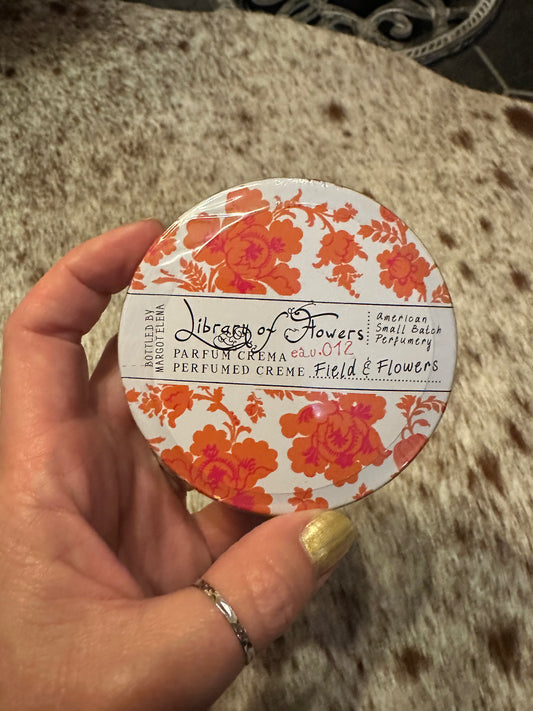 BOTTLED BY
MARGOT ELENA
Library of Flowers
american
Small Batch
Perfumery
PARFUM CREMA eau.012
PERFUMED CREME Field & Flowers